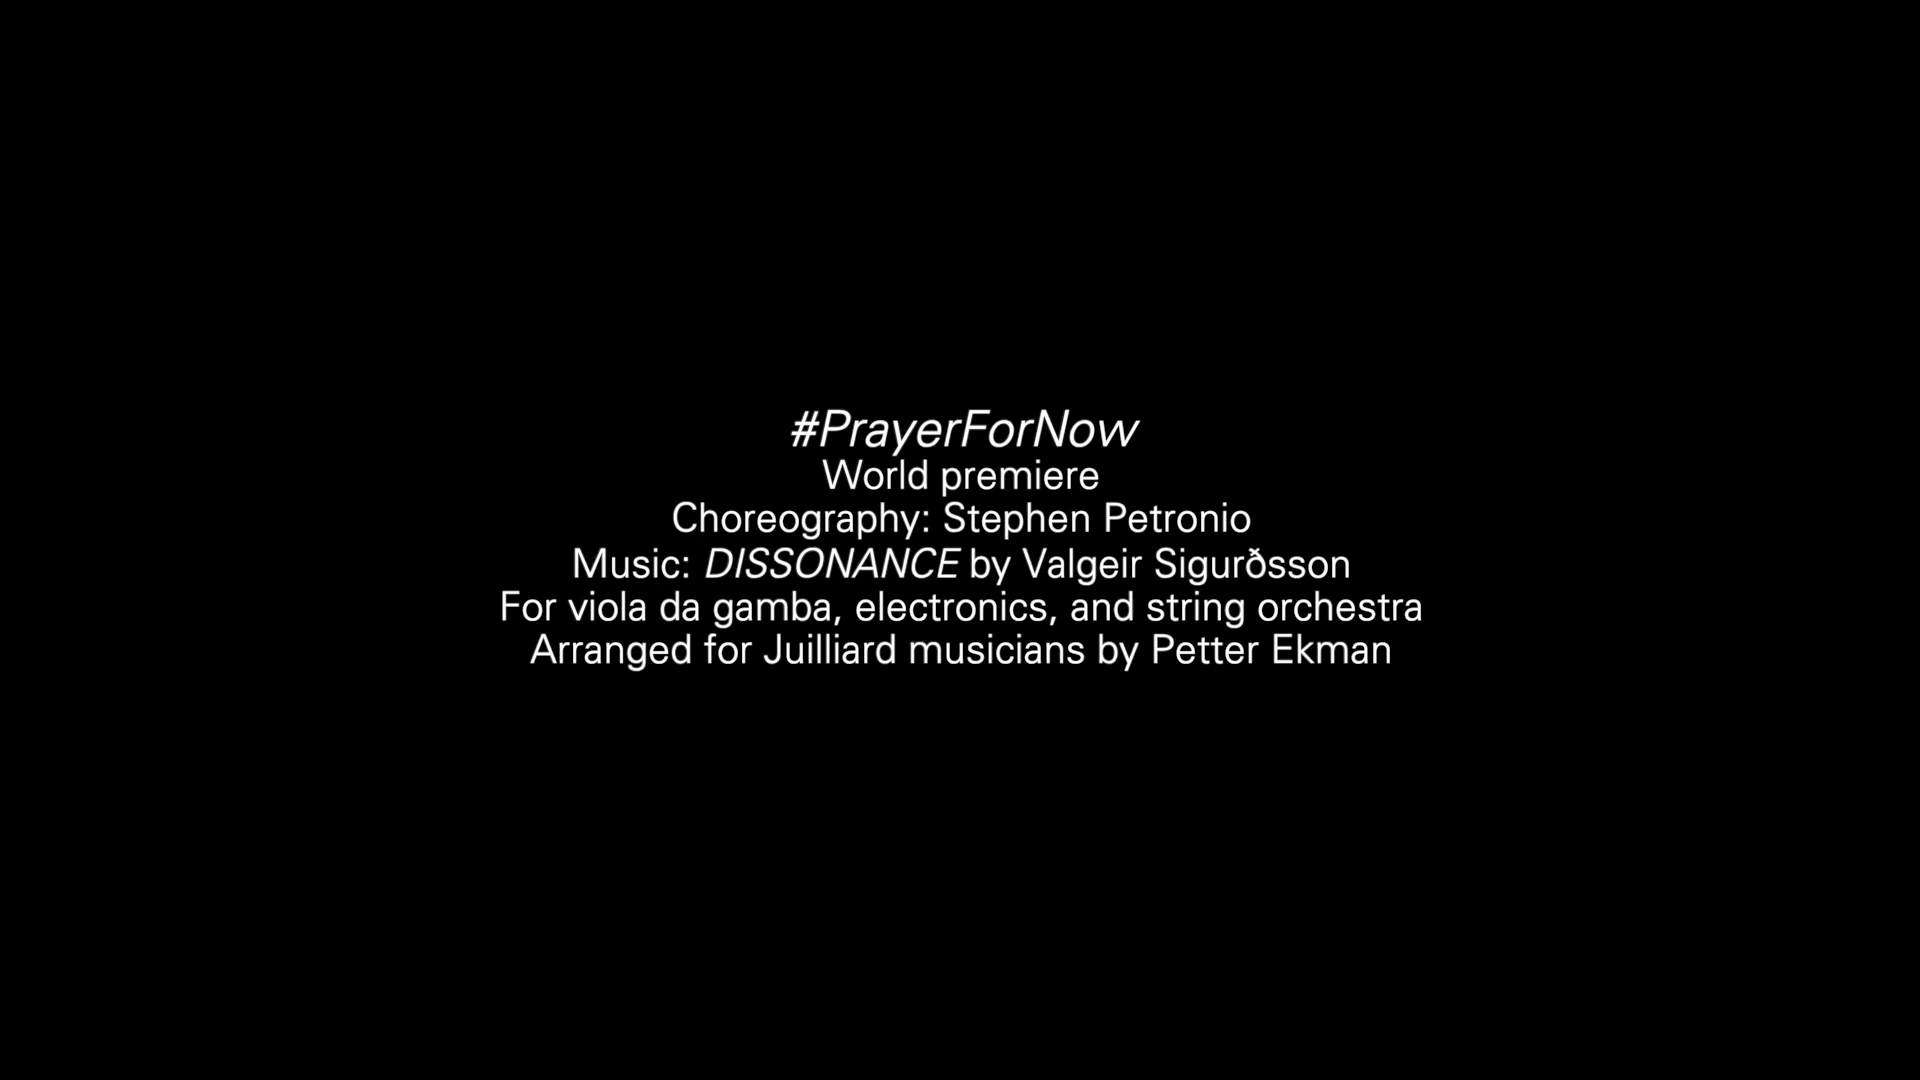 #PrayerForNow
World premiere
Choreography: Stephen Petronio
Music: DISSONANCE by Valgeir Sigurðsson
For viola da gamba, electronics, and string orchestra
Arranged for Juilliard musicians by Petter Ekman